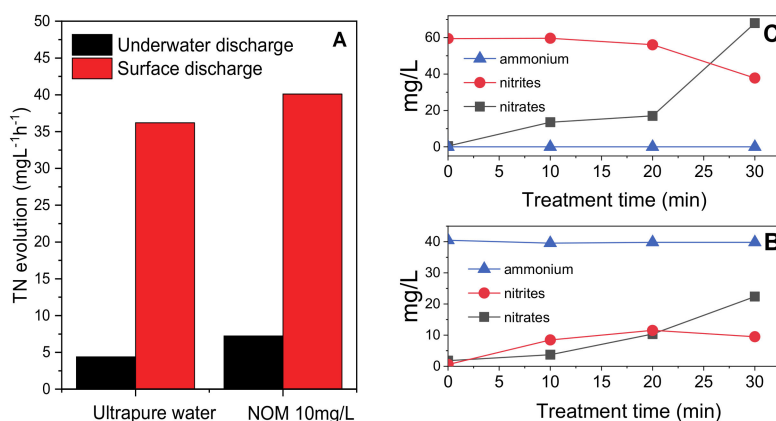 A
Underwater discharge
Surface discharge
50
45
40
35
30
25
20
15
10
5
0
TN evolution (mgL⁻¹h⁻¹)
Ultrapure water
NOM 10mg/L
C
ammonium
nitrites
nitrates
60
40
20
0
mg/L
0 5 10 15 20 25 30
Treatment time (min)
B
ammonium
nitrites
nitrates
40
30
20
10
0
mg/L
0 5 10 15 20 25 30
Treatment time (min)